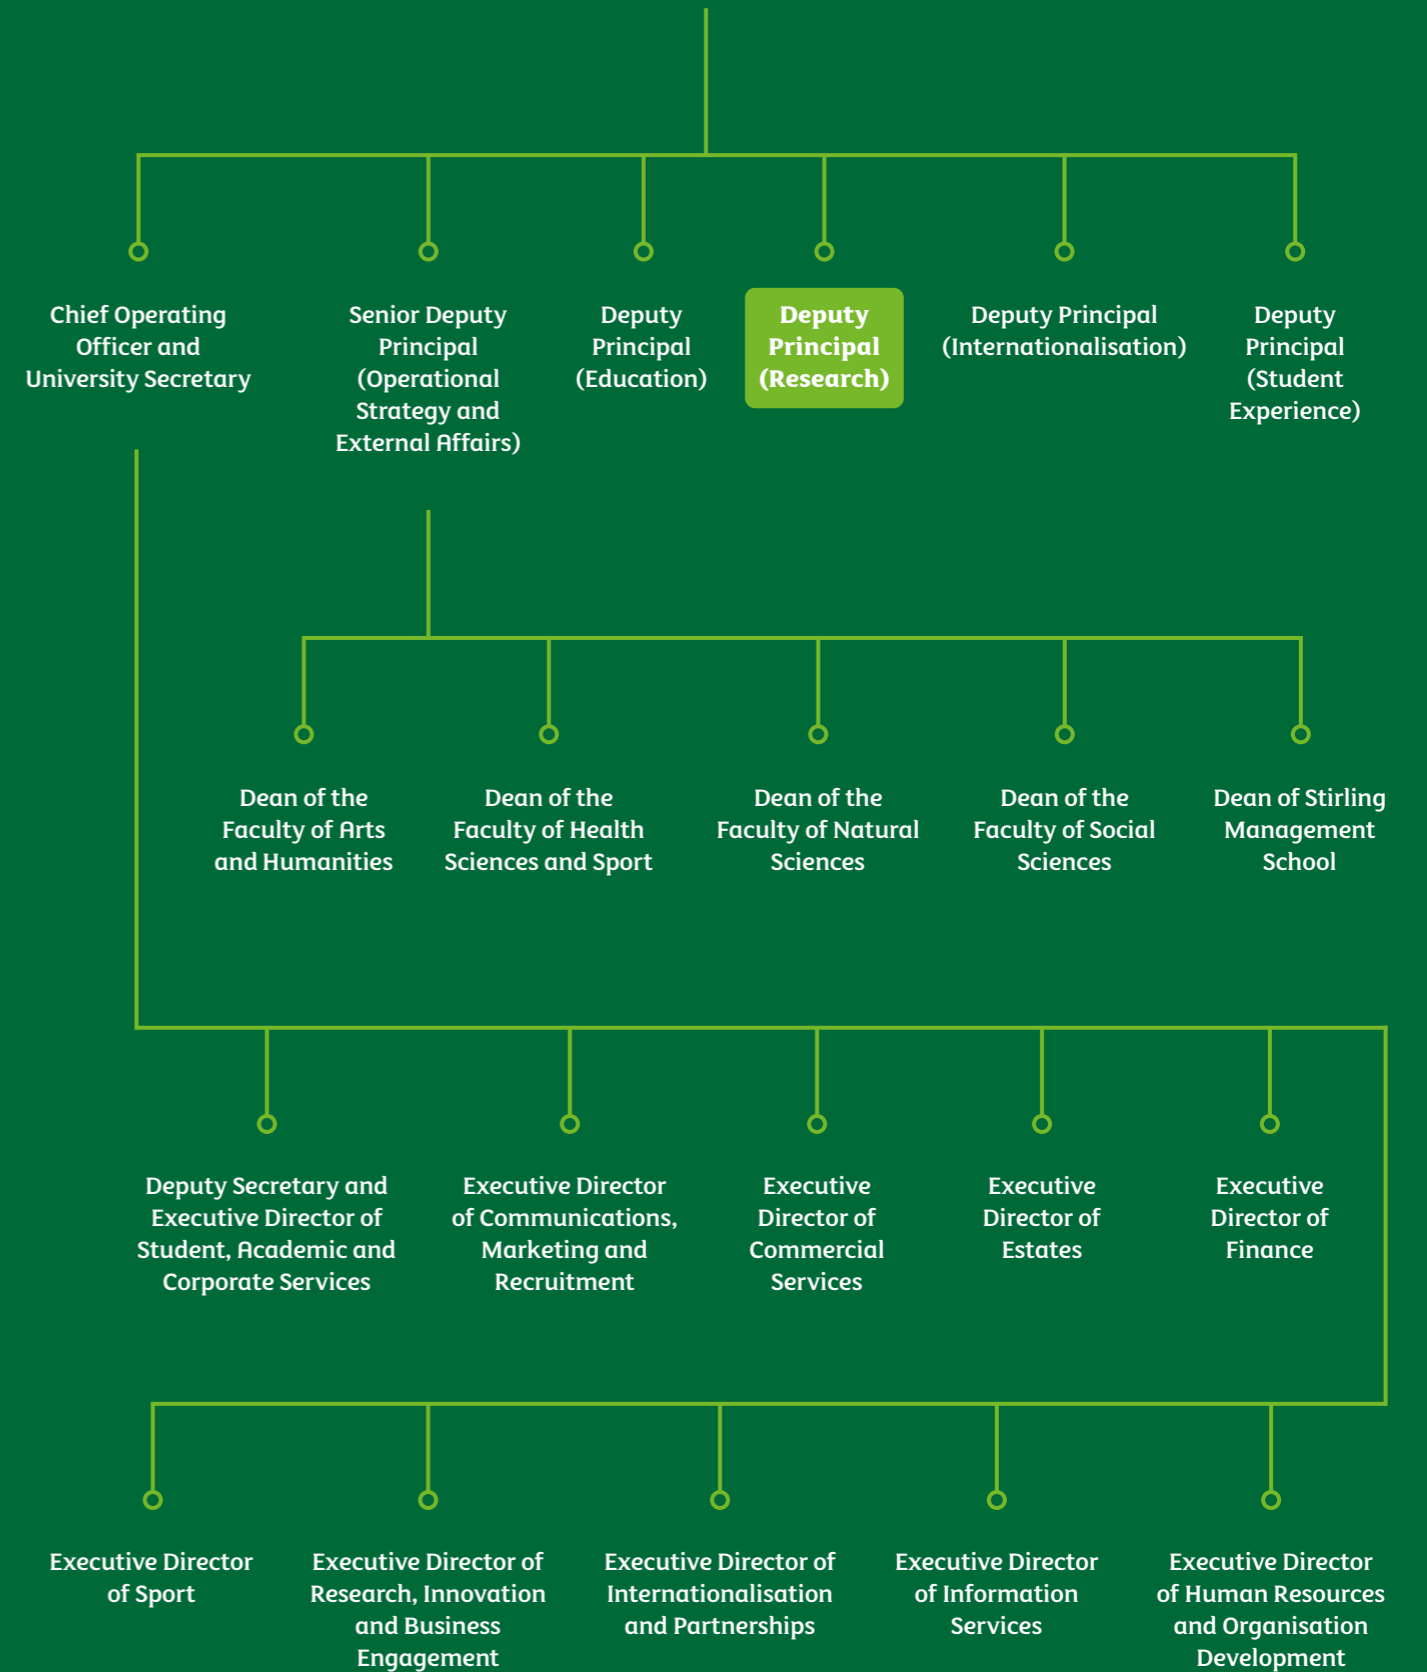 Chief Operating
Officer and
University Secretary
Senior Deputy
Principal
(Operational
Strategy and
External Affairs)
Deputy
Principal
(Education)
Deputy
Principal
(Research)
Deputy Principal
(Internationalisation)
Deputy
Principal
(Student
Experience)
Dean of the
Faculty of Arts
and Humanities
Dean of the
Faculty of Health
Sciences and Sport
Dean of the
Faculty of Natural
Sciences
Dean of the
Faculty of Social
Sciences
Dean of Stirling
Management
School
Deputy Secretary and
Executive Director of
Student, Academic and
Corporate Services
Executive Director
of Communications,
Marketing and
Recruitment
Executive
Director of
Commercial
Services
Executive
Director of
Estates
Executive
Director of
Finance
Executive Director
of Sport
Executive Director of
Research, Innovation
and Business
Engagement
Executive Director of
Internationalisation
and Partnerships
Executive Director
of Information
Services
Executive Director
of Human Resources
and Organisation
Development